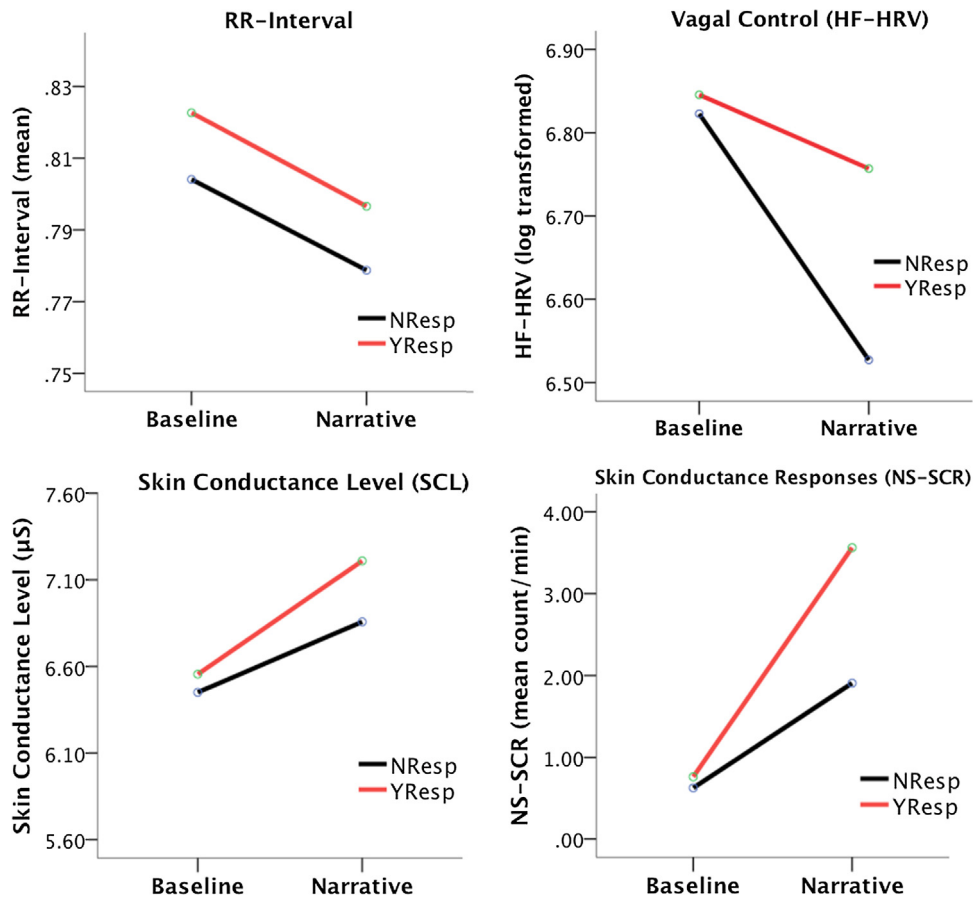 RR-Interval
RR-Interval (mean)
.83
.81
.79
.77
.75
NResp
YResp
Baseline Narrative
Vagal Control (HF-HRV)
HF-HRV (log transformed)
6.90
6.80
6.70
6.60
6.50
NResp
YResp
Baseline Narrative
Skin Conductance Level (SCL)
Skin Conductance Level (µS)
7.60
7.10
6.60
6.10
5.60
NResp
YResp
Baseline Narrative
Skin Conductance Responses (NS-SCR)
NS-SCR (mean count/min)
4.00
3.00
2.00
1.00
.00
NResp
YResp
Baseline Narrative